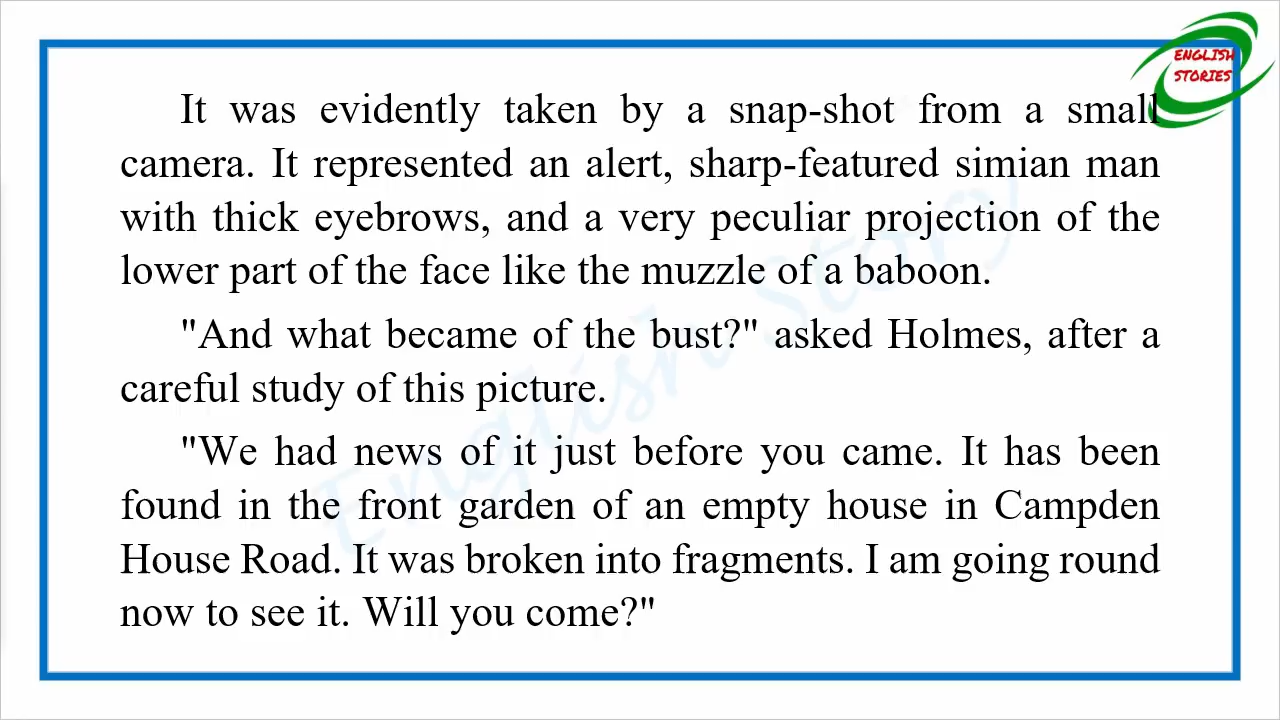 ENGLISH
STORIES
It was evidently taken by a snap-shot from a small
camera. It represented an alert, sharp-featured simian man
with thick eyebrows, and a very peculiar projection of the
lower part of the face like the muzzle of a baboon.
"And what became of the bust?" asked Holmes, after a
careful study of this picture.
"We had news of it just before you came. It has been
found in the front garden of an empty house in Campden
House Road. It was broken into fragments. I am going round
now to see it. Will you come?"
English Story